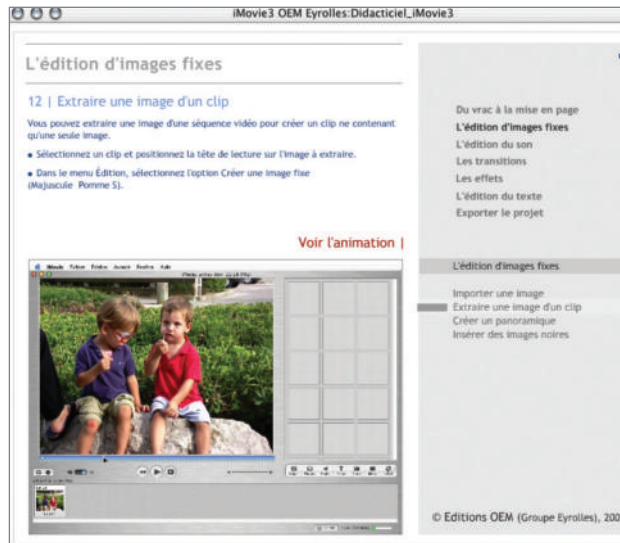 iMovie3 OEM Eyrolles:Didacticiel_iMovie3
L'édition d'images fixes
12 | Extraire une image d'un clip
Vous pouvez extraire une image d'une séquence vidéo pour créer un clip ne contenant
qu'une seule image.
• Sélectionnez un clip et positionnez la tête de lecture sur l'image à extraire.
• Dans le menu Édition, sélectionnez l'option Créer une image fixe
(Majuscule Pomme S).
Voir l'animation |
Du vrac à la mise en page
L'édition d'images fixes
L'édition du son
Les transitions
Les effets
L'édition du texte
Exporter le projet
L'édition d'images fixes
Importer une image
Extraire une image d'un clip
Créer un panoramique
Insérer des images noires
© Editions OEM (Groupe Eyrolles), 200